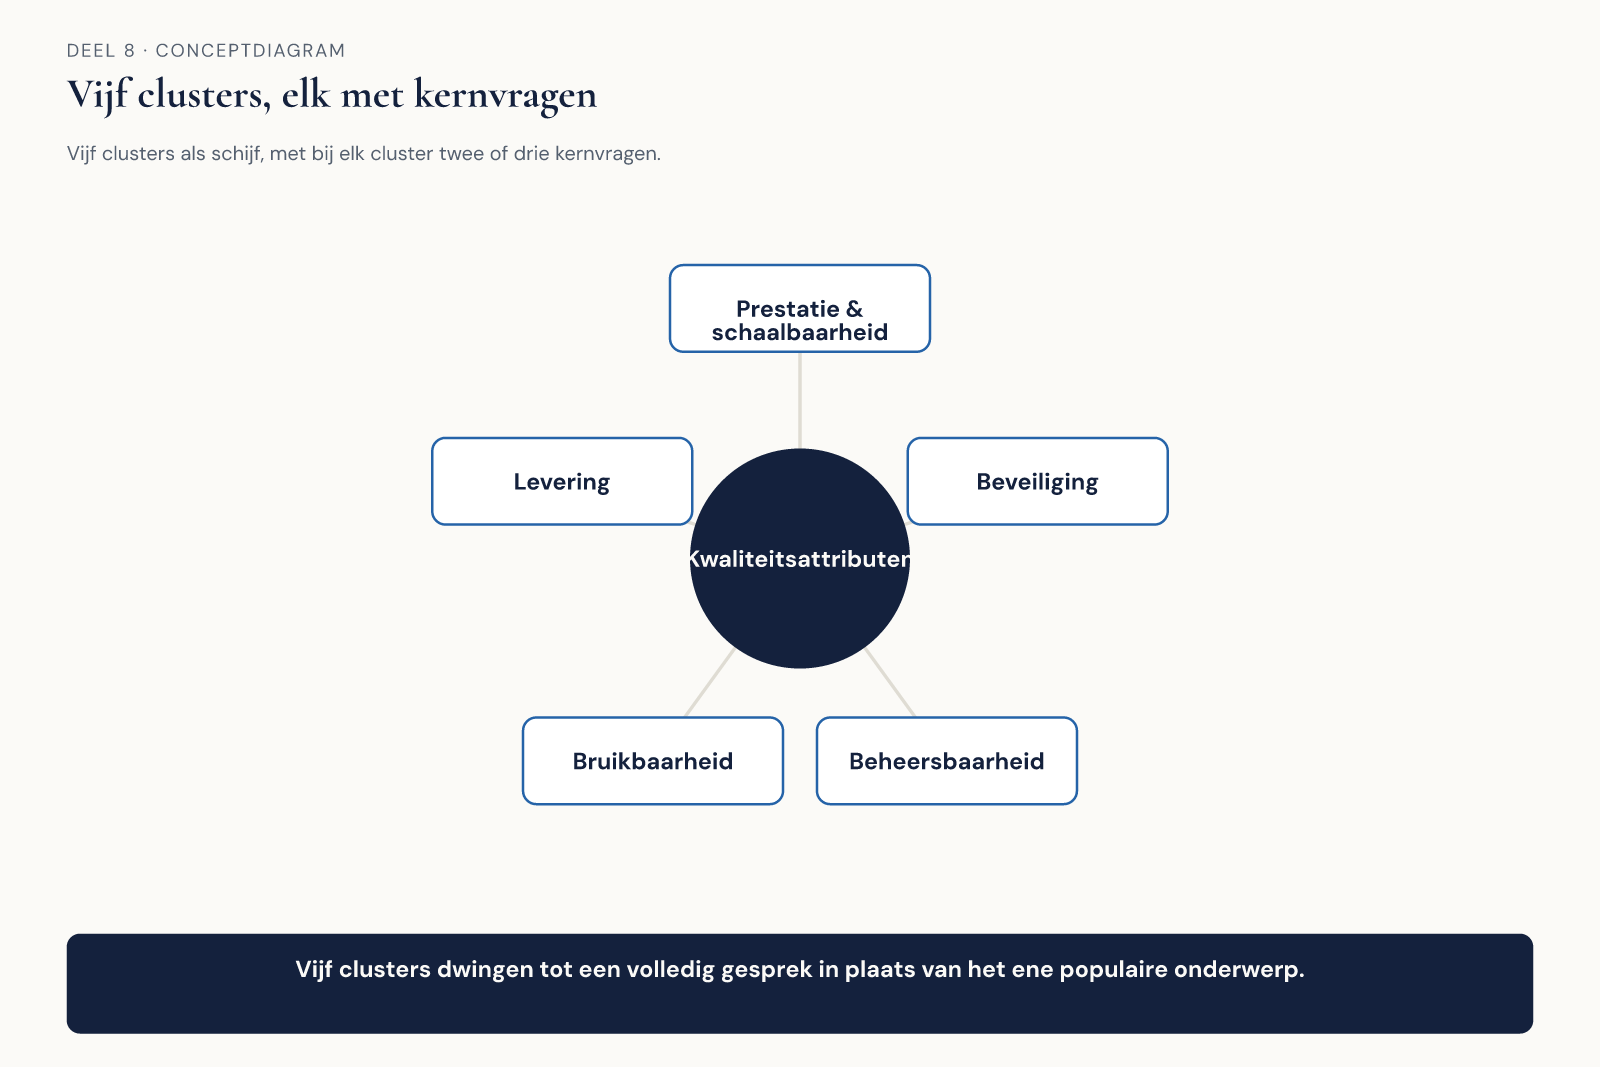 DEEL 8 · CONCEPTDIAGRAM
Vijf clusters, elk met kernvragen
Vijf clusters als schijf, met bij elk cluster twee of drie kernvragen.
Prestatie &
schaalbaarheid
Levering
Beveiliging
Kwaliteitsattributen
Bruikbaarheid
Beheersbaarheid
Vijf clusters dwingen tot een volledig gesprek in plaats van het ene populaire onderwerp.